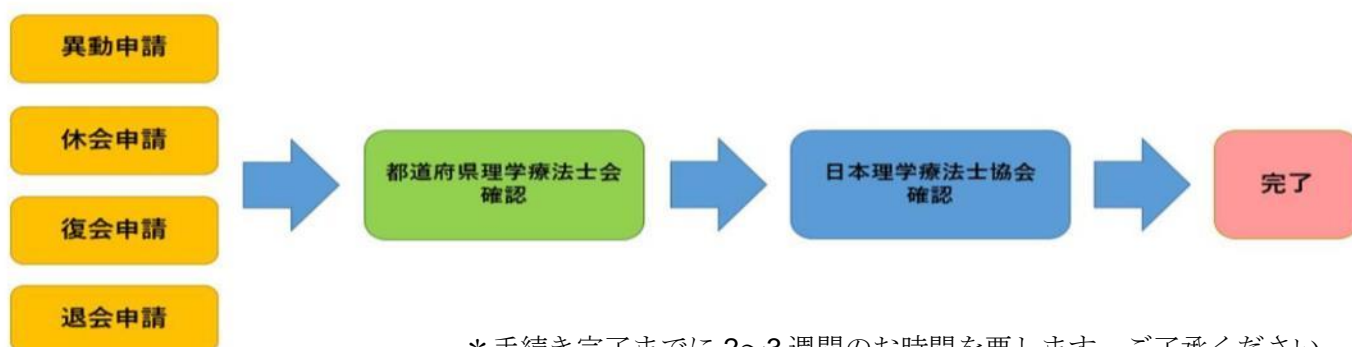 異動申請
休会申請
復会申請
退会申請
都道府県理学療法士会
確認
日本理学療法士協会
確認
完了
＊手続き完了までに 2~3 週間のお時間を要します。ご了承ください